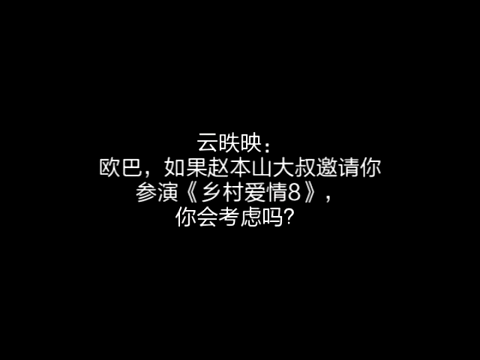 云昳映：
欧巴，如果赵本山大叔邀请你
参演《乡村爱情8》，
你会考虑吗？